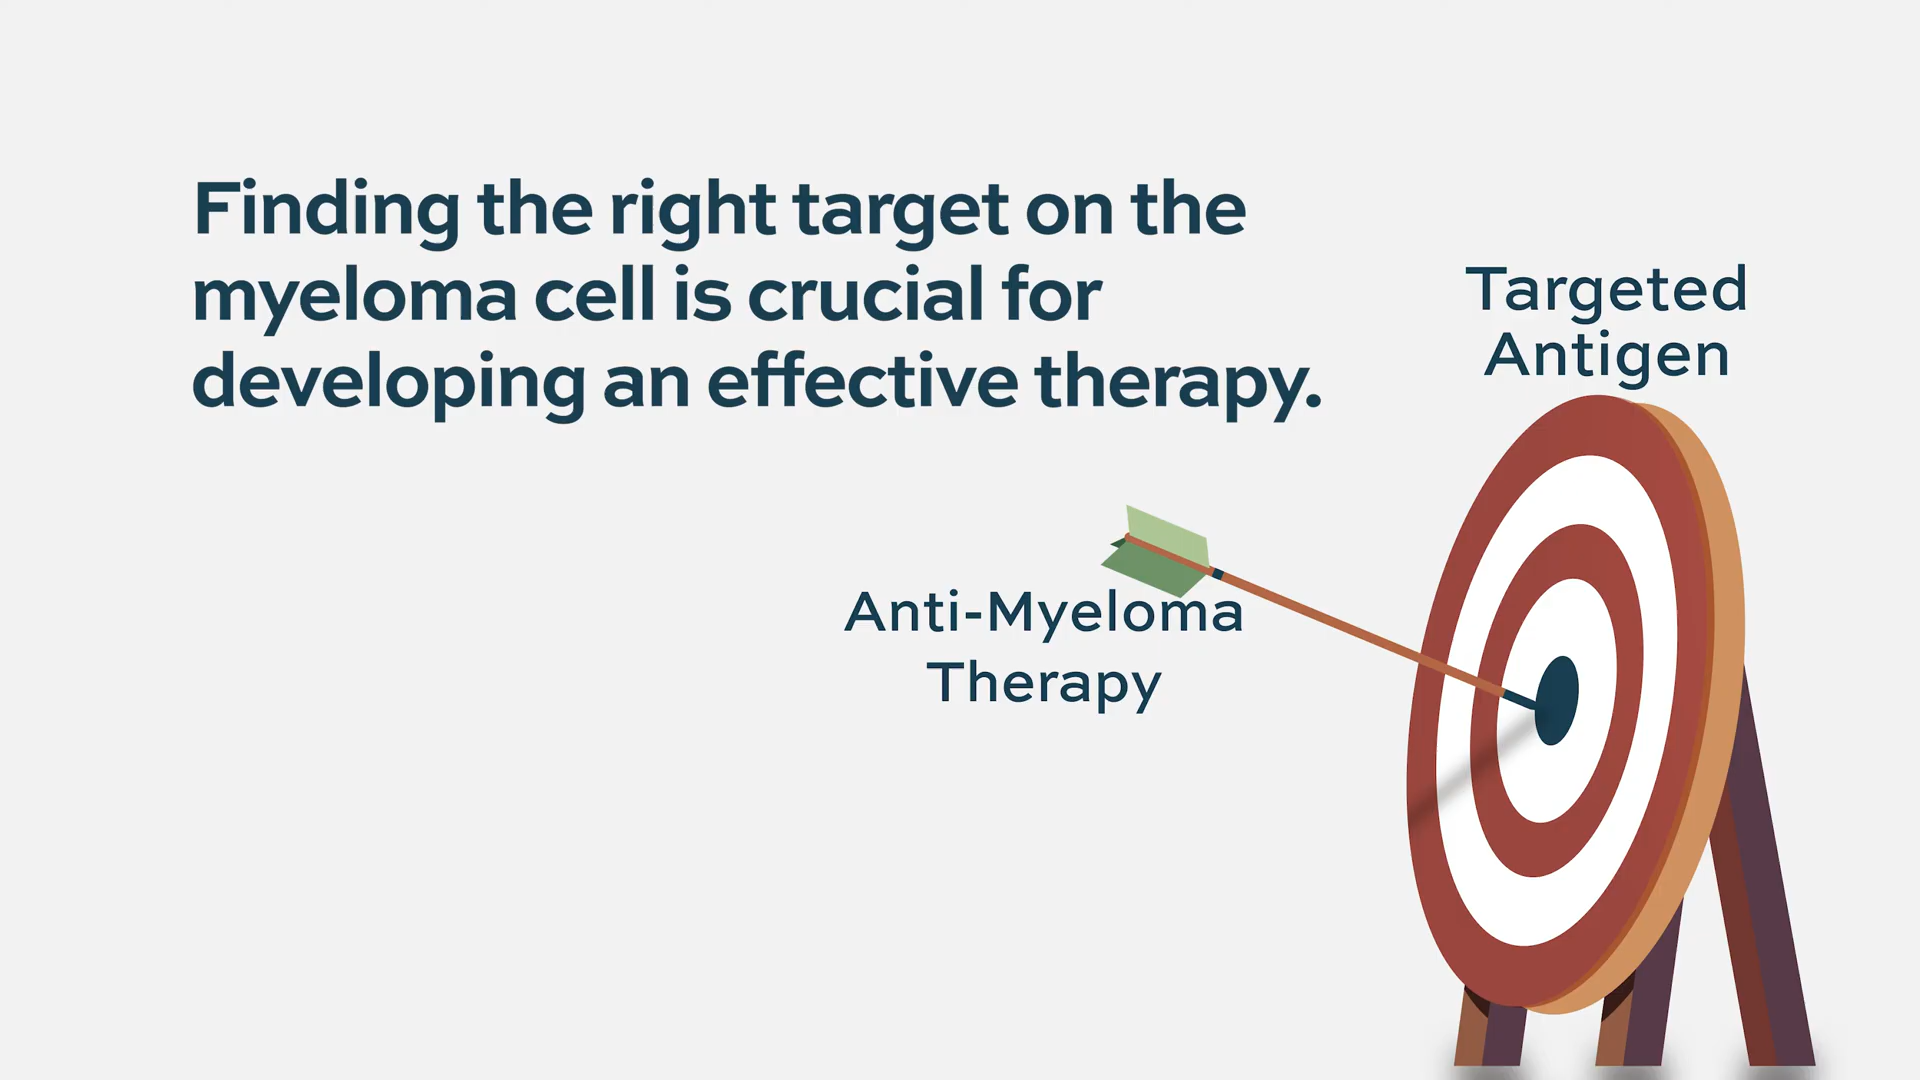 Finding the right target on the
myeloma cell is crucial for
developing an effective therapy.
Targeted
Antigen
Anti-Myeloma
Therapy